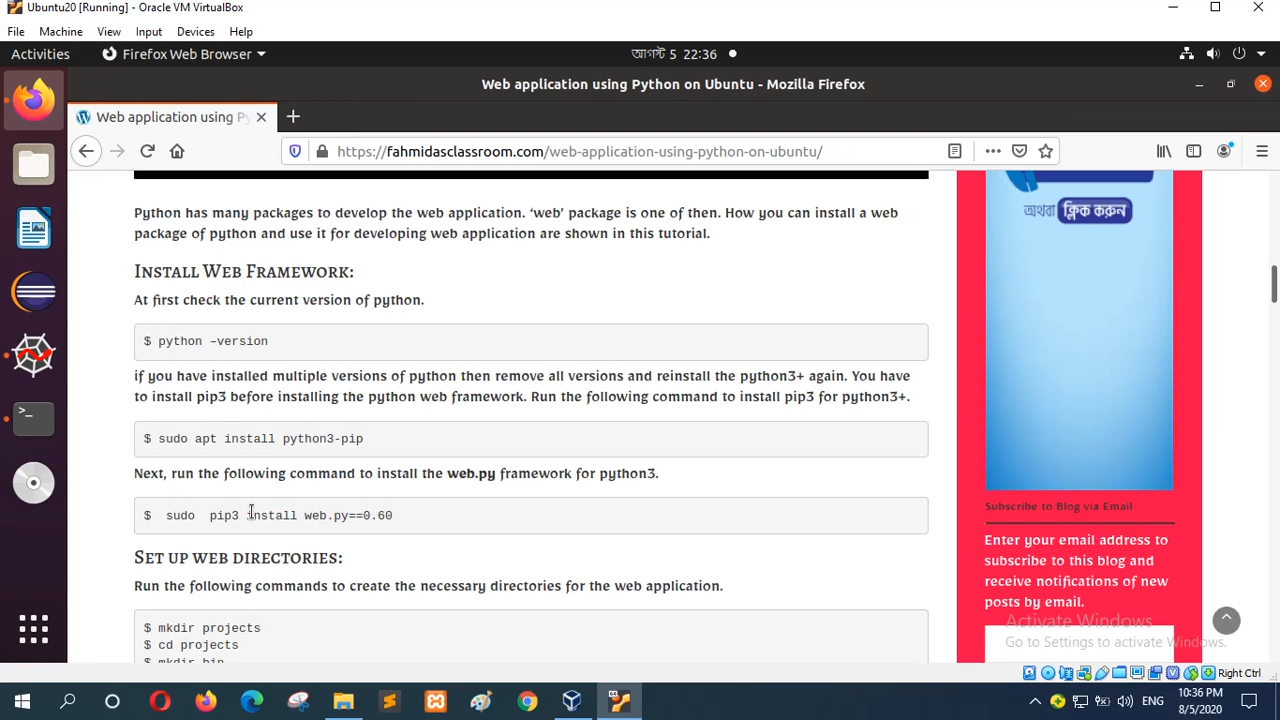 Ubuntu20 [Running] - Oracle VM VirtualBox
File Machine View Input Devices Help
Activities Firefox Web Browser আগস্ট 5 22:36
Web application using Python on Ubuntu - Mozilla Firefox
Web application using Py
https://fahmidasclassroom.com/web-application-using-python-on-ubuntu/
Python has many packages to develop the web application. ‘web’ package is one of then. How you can install a web
package of python and use it for developing web application are shown in this tutorial.
Install Web Framework:
At first check the current version of python.
$ python –version
if you have installed multiple versions of python then remove all versions and reinstall the python3+ again. You have
to install pip3 before installing the python web framework. Run the following command to install pip3 for python3+.
$ sudo apt install python3-pip
Next, run the following command to install the web.py framework for python3.
$ sudo pip3 install web.py==0.60
Set up web directories:
Run the following commands to create the necessary directories for the web application.
$ mkdir projects
$ cd projects
$ mkdir bin
অথবা ক্লিক করুন
Subscribe to Blog via Email
Enter your email address to
subscribe to this blog and
receive notifications of new
posts by email.
Activate Windows
Go to Settings to activate Windows.
Right Ctrl
ENG
10:36 PM
8/5/2020